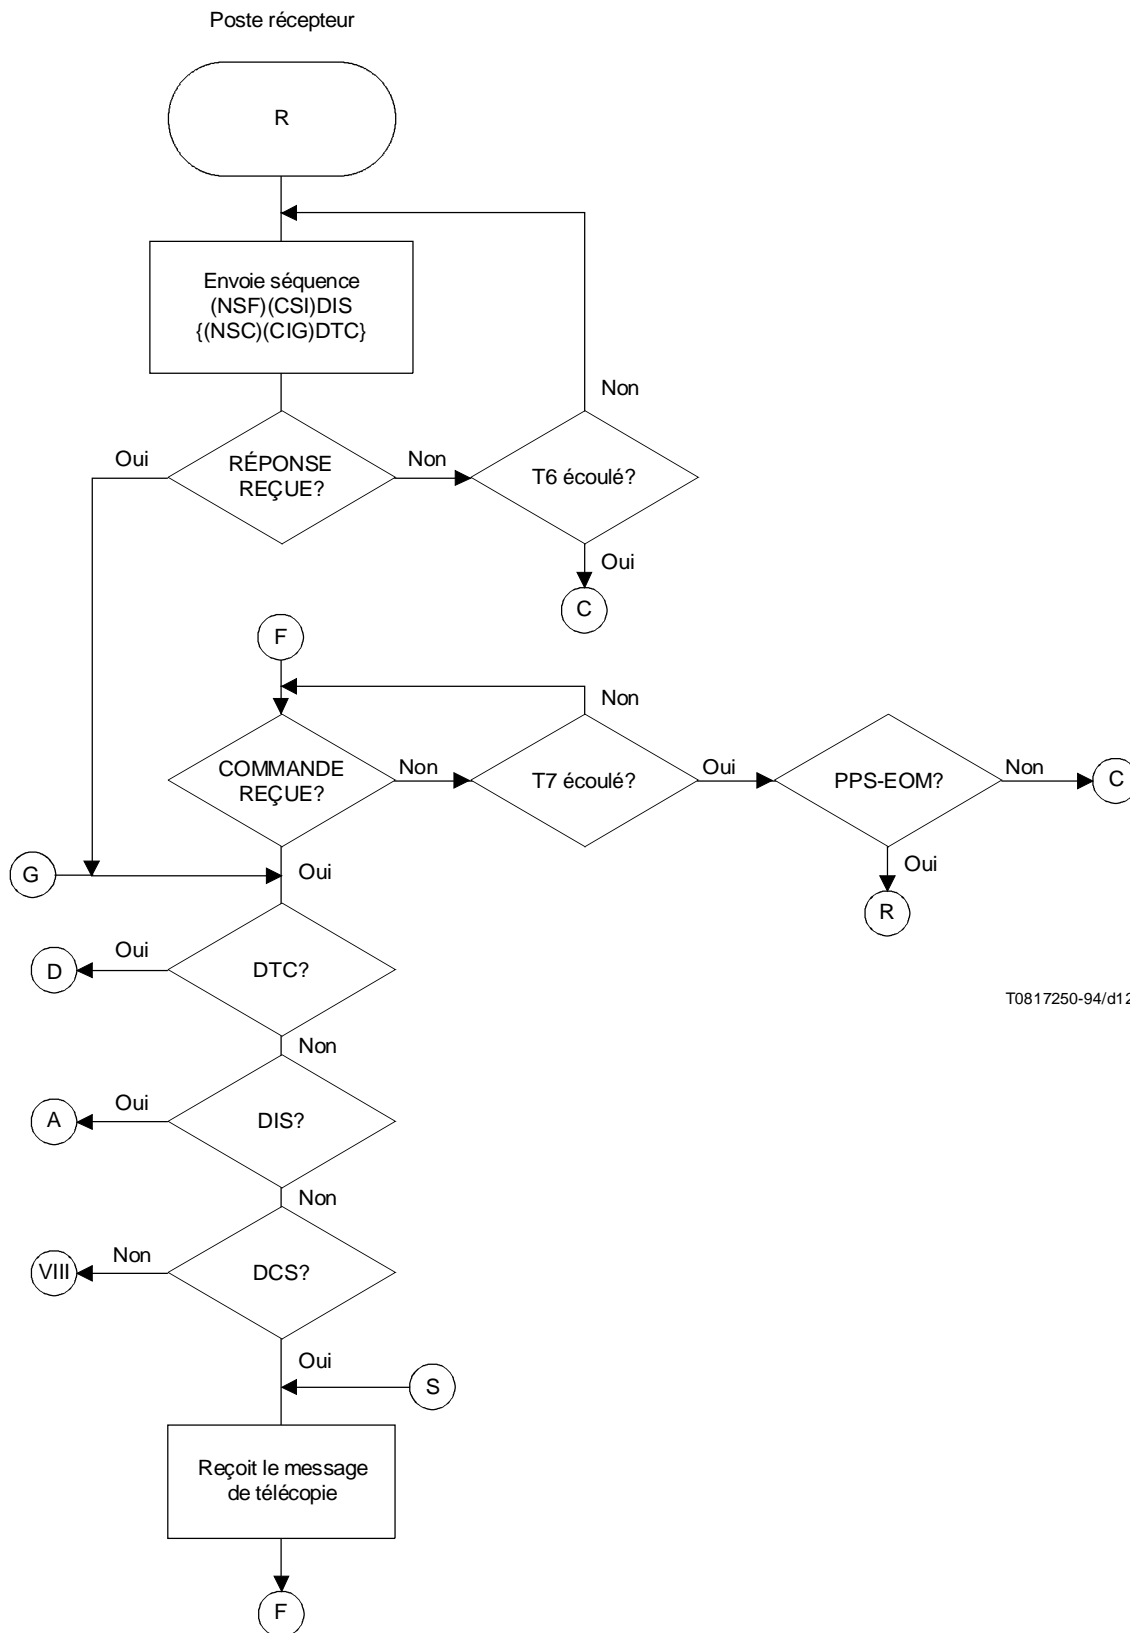 Poste récepteur
R
Envoie séquence
(NSF)(CSI)DIS
{(NSC)(CIG)DTC}
Non
Oui
RÉPONSE
REÇUE?
Non
T6 écoulé?
Oui
C
F
Non
COMMANDE
REÇUE?
Non
T7 écoulé?
Oui
PPS-EOM?
Non
C
Oui
G
Oui
R
Oui
D
DTC?
T0817250-94/d12
Non
Oui
A
DIS?
Non
Non
VIII
DCS?
Oui
S
Reçoit le message
de télécopie
F